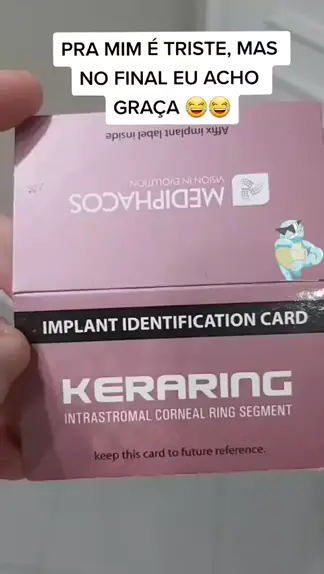 PRA MIM É TRISTE, MAS
NO FINAL EU ACHO
GRAÇA 😂😂
Affix implant label inside
MEDIPHACOS
VISION IN EVOLUTION
IMPLANT IDENTIFICATION CARD
KERARING
INTRASTROMAL CORNEAL RING SEGMENT
keep this card to future reference.